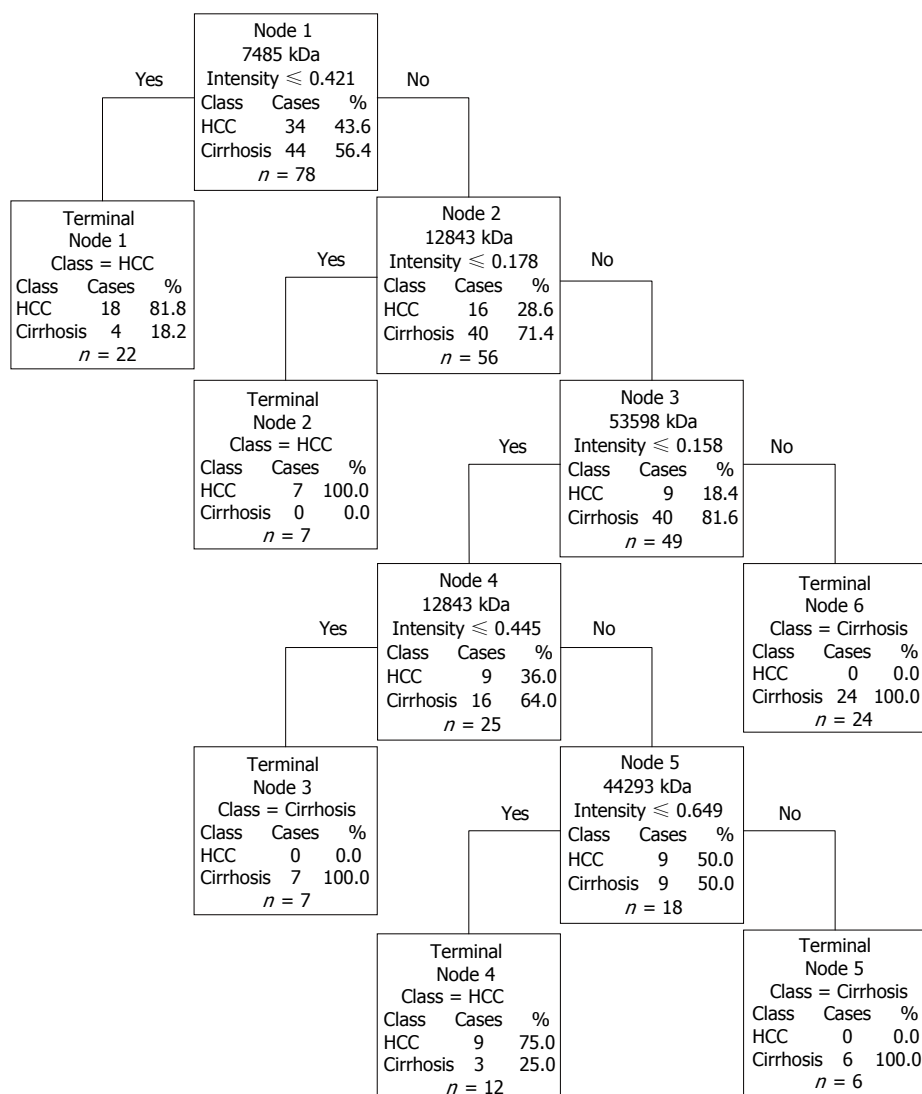 Node 1
7485 kDa
Intensity ≤ 0.421
Class Cases %
HCC 34 43.6
Cirrhosis 44 56.4
n = 78
Yes
No
Terminal
Node 1
Class = HCC
Class Cases %
HCC 18 81.8
Cirrhosis 4 18.2
n = 22
Node 2
12843 kDa
Intensity ≤ 0.178
Class Cases %
HCC 16 28.6
Cirrhosis 40 71.4
n = 56
Yes
No
Terminal
Node 2
Class = HCC
Class Cases %
HCC 7 100.0
Cirrhosis 0 0.0
n = 7
Node 3
53598 kDa
Intensity ≤ 0.158
Class Cases %
HCC 9 18.4
Cirrhosis 40 81.6
n = 49
Yes
No
Node 4
12843 kDa
Intensity ≤ 0.445
Class Cases %
HCC 9 36.0
Cirrhosis 16 64.0
n = 25
Terminal
Node 6
Class = Cirrhosis
Class Cases %
HCC 0 0.0
Cirrhosis 24 100.0
n = 24
Yes
No
Terminal
Node 3
Class = Cirrhosis
Class Cases %
HCC 0 0.0
Cirrhosis 7 100.0
n = 7
Node 5
44293 kDa
Intensity ≤ 0.649
Class Cases %
HCC 9 50.0
Cirrhosis 9 50.0
n = 18
Yes
No
Terminal
Node 4
Class = HCC
Class Cases %
HCC 9 75.0
Cirrhosis 3 25.0
n = 12
Terminal
Node 5
Class = Cirrhosis
Class Cases %
HCC 0 0.0
Cirrhosis 6 100.0
n = 6